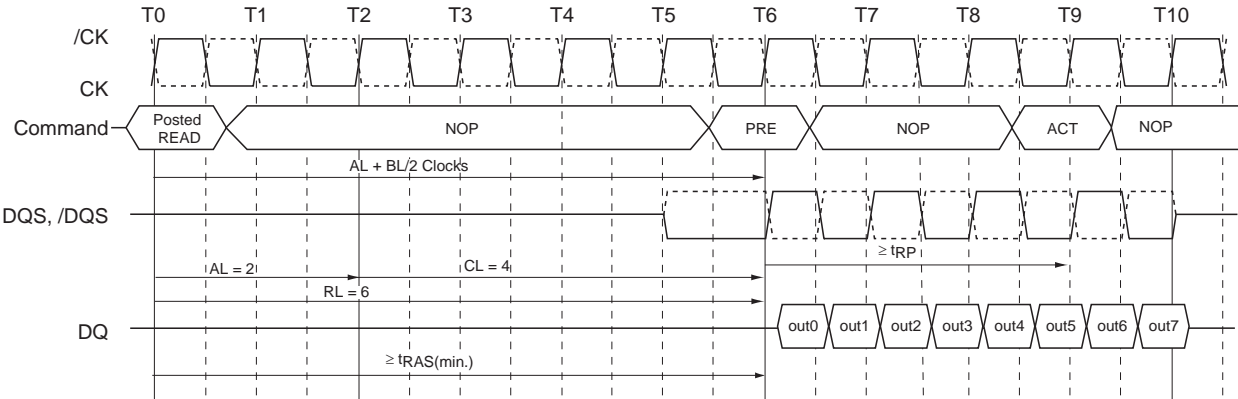 T0 T1 T2 T3 T4 T5 T6 T7 T8 T9 T10
/CK
CK
Command
Posted
READ
NOP
PRE
NOP
ACT
NOP
AL + BL/2 Clocks
DQS, /DQS
≥ tRP
AL = 2
CL = 4
RL = 6
DQ
out0 out1 out2 out3 out4 out5 out6 out7
≥ tRAS(min.)